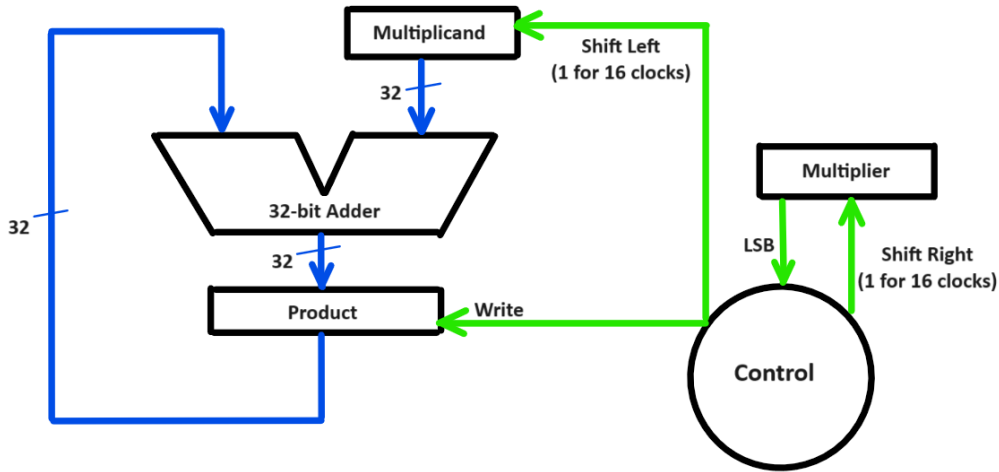 Multiplicand
Shift Left
(1 for 16 clocks)
32
Multiplier
32-bit Adder
32
LSB
Shift Right
(1 for 16 clocks)
32
Product
Write
Control